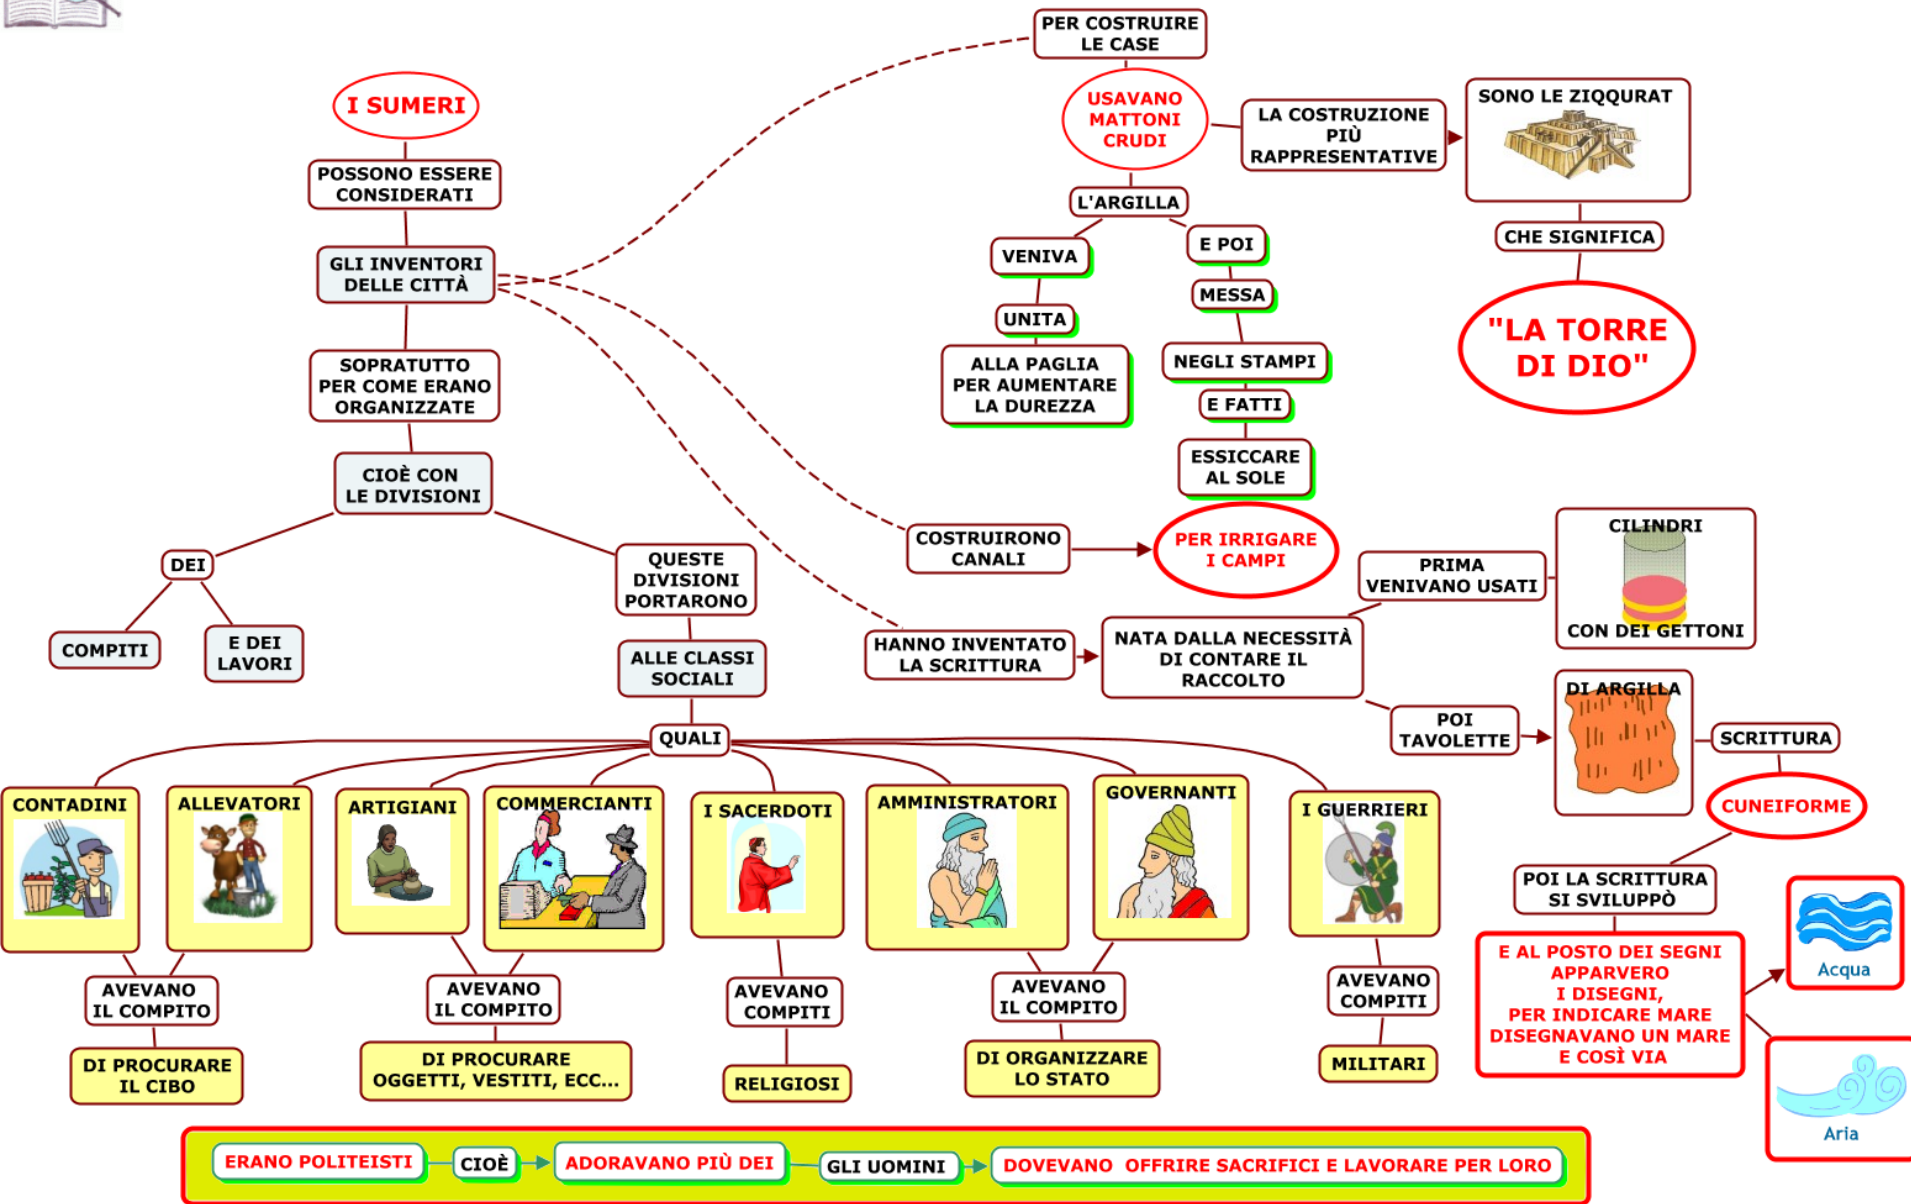 I SUMERI
POSSONO ESSERE
CONSIDERATI
GLI INVENTORI
DELLE CITTÀ
SOPRATUTTO
PER COME ERANO
ORGANIZZATE
CIOÈ CON
LE DIVISIONI
DEI
COMPITI
E DEI
LAVORI
QUESTE
DIVISIONI
PORTARONO
ALLE CLASSI
SOCIALI
QUALI
CONTADINI
ALLEVATORI
AVEVANO
IL COMPITO
DI PROCURARE
IL CIBO
ARTIGIANI
COMMERCIANTI
AVEVANO
IL COMPITO
DI PROCURARE
OGGETTI, VESTITI, ECC...
I SACERDOTI
AVEVANO
COMPITI
RELIGIOSI
AMMINISTRATORI
GOVERNANTI
AVEVANO
IL COMPITO
DI ORGANIZZARE
LO STATO
I GUERRIERI
AVEVANO
COMPITI
MILITARI
PER COSTRUIRE
LE CASE
USAVANO
MATTONI
CRUDI
LA COSTRUZIONE
PIÙ
RAPPRESENTATIVE
SONO LE ZIQQURAT
CHE SIGNIFICA
"LA TORRE
DI DIO"
L'ARGILLA
VENIVA
UNITA
ALLA PAGLIA
PER AUMENTARE
LA DUREZZA
E POI
MESSA
NEGLI STAMPI
E FATTI
ESSICCARE
AL SOLE
COSTRUIRONO
CANALI
PER IRRIGARE
I CAMPI
HANNO INVENTATO
LA SCRITTURA
NATA DALLA NECESSITÀ
DI CONTARE IL
RACCOLTO
PRIMA
VENIVANO USATI
CILINDRI
CON DEI GETTONI
POI
TAVOLETTE
DI ARGILLA
SCRITTURA
CUNEIFORME
POI LA SCRITTURA
SI SVILUPPÒ
E AL POSTO DEI SEGNI
APPARVERO
I DISEGNI,
PER INDICARE MARE
DISEGNAVANO UN MARE
E COSÌ VIA
Acqua
Aria
ERANO POLITEISTI
CIOÈ
ADORAVANO PIÙ DEI
GLI UOMINI
DOVEVANO OFFRIRE SACRIFICI E LAVORARE PER LORO